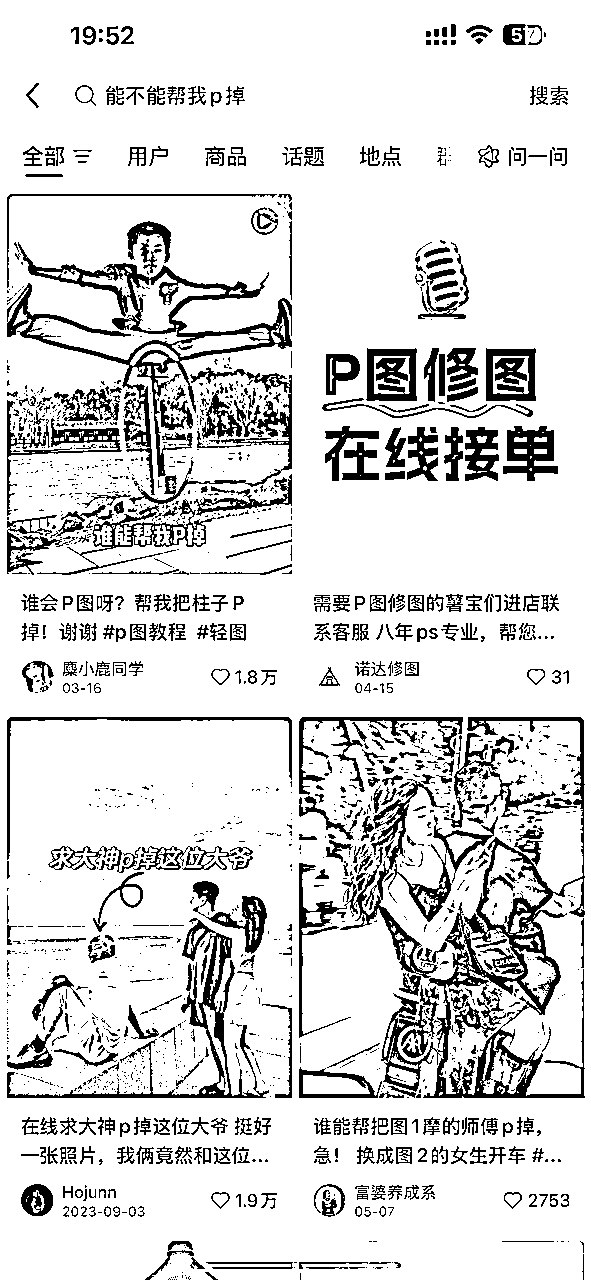 19:52
57
能不能帮我p掉
搜索
全部
用户
商品
话题
地点
问一问
谁能帮我P掉
P图修图
在线接单
谁会P图呀？帮我把柱子P
掉！谢谢 #p图教程 #轻图
麋小鹿同学
03-16
1.8万
需要P图修图的薯宝们进店联
系客服 八年ps专业，帮您...
诺达修图
04-15
31
求大神p掉这位大爷
在线求大神p掉这位大爷 挺好
一张照片，我俩竟然和这位...
Hojunn
2023-09-03
1.9万
谁能帮把图1摩的师傅p掉，
急！ 换成图2的女生开车 #...
富婆养成系
05-07
2753